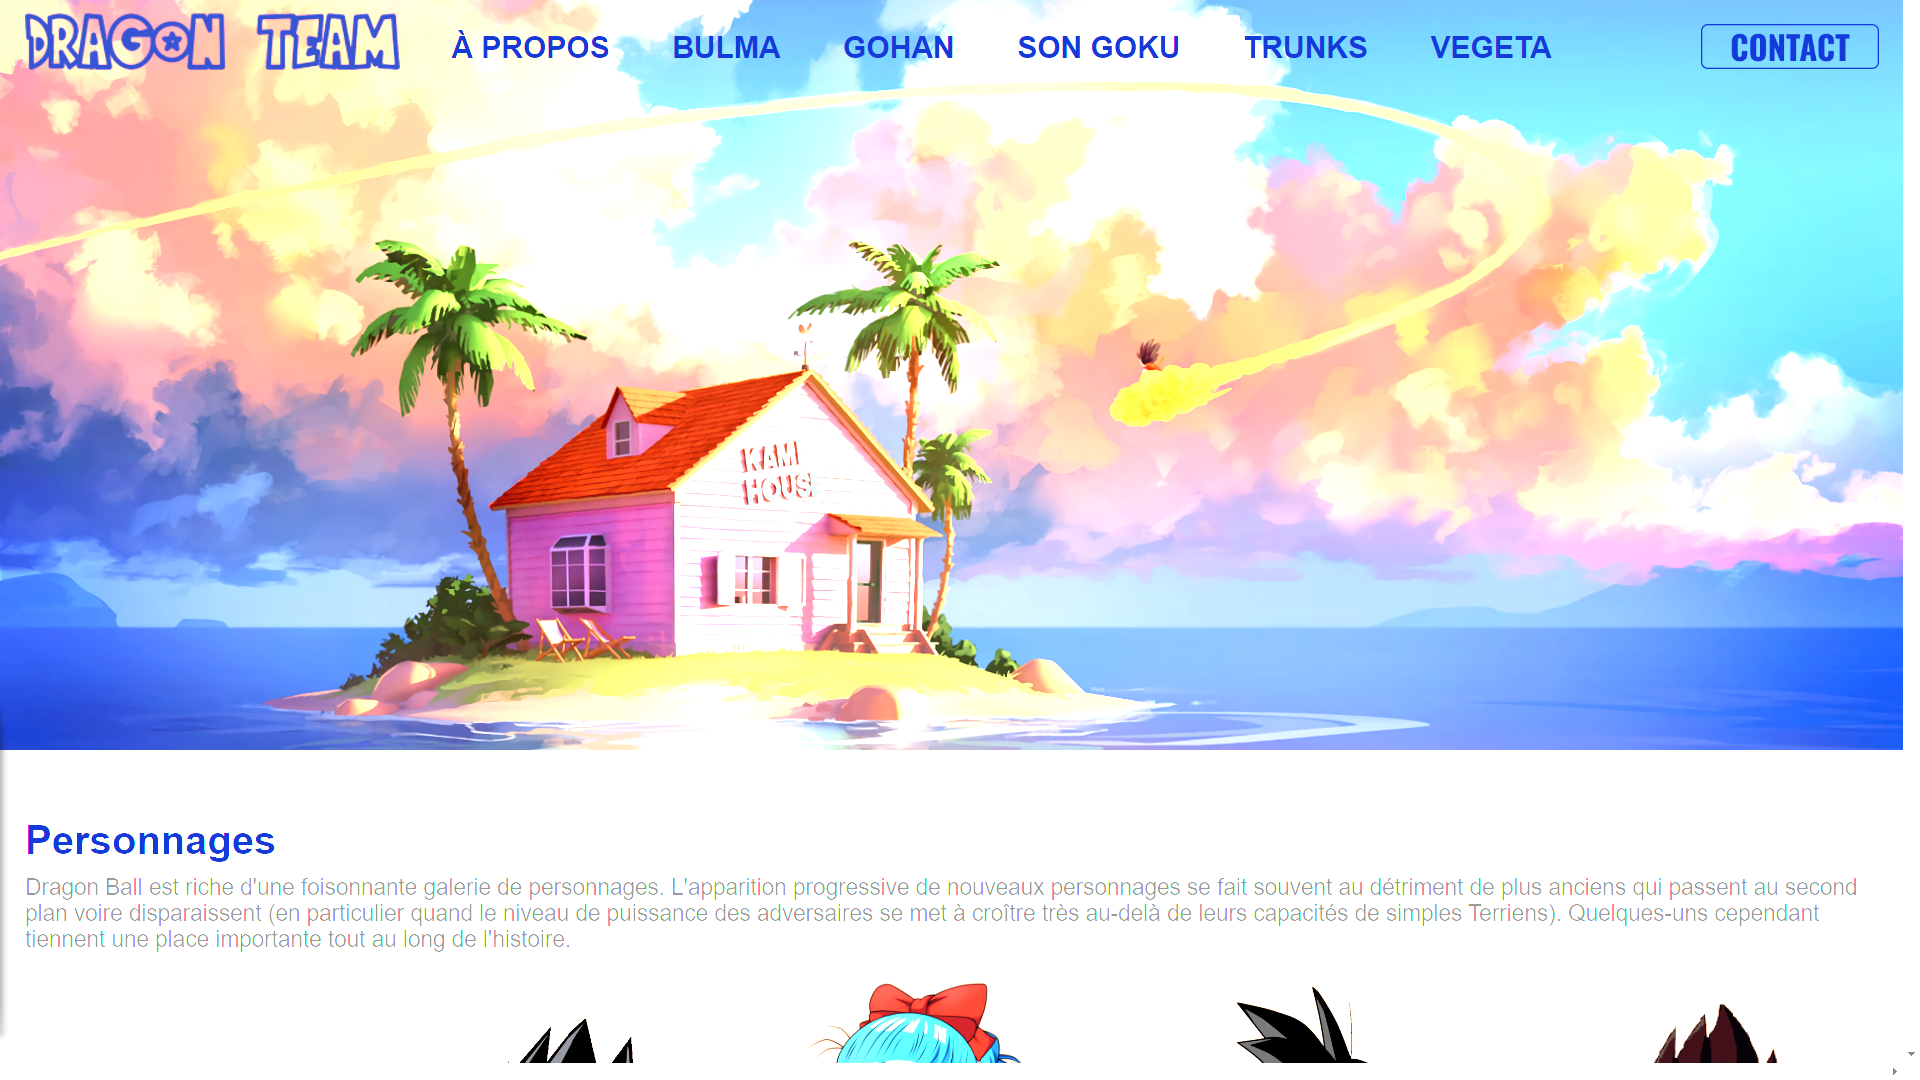 DRAGON TEAM
À PROPOS
BULMA
GOHAN
SON GOKU
TRUNKS
VEGETA
CONTACT
KAMI
HOUS
Personnages
Dragon Ball est riche d'une foisonnante galerie de personnages. L'apparition progressive de nouveaux personnages se fait souvent au détriment de plus anciens qui passent au second
plan voire disparaissent (en particulier quand le niveau de puissance des adversaires se met à croître très au-delà de leurs capacités de simples Terriens). Quelques-uns cependant
tiennent une place importante tout au long de l'histoire.